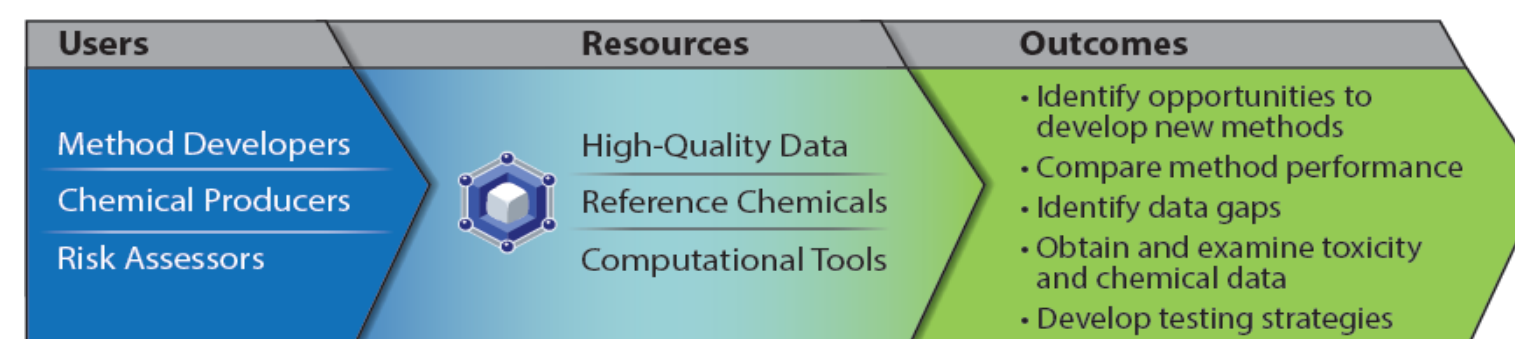 Users
Method Developers
Chemical Producers
Risk Assessors
Resources
High-Quality Data
Reference Chemicals
Computational Tools
Outcomes
• Identify opportunities to
develop new methods
• Compare method performance
• Identify data gaps
• Obtain and examine toxicity
and chemical data
• Develop testing strategies